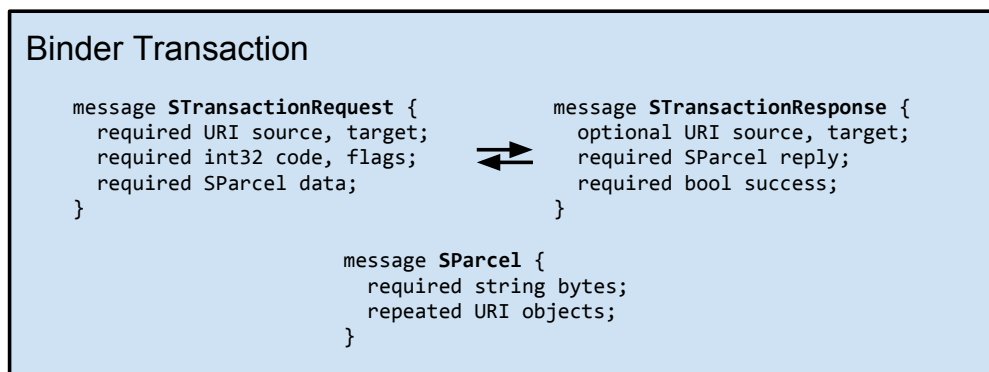 Binder Transaction
message STransactionRequest {
  required URI source, target;
  required int32 code, flags;
  required SParcel data;
}
message STransactionResponse {
  optional URI source, target;
  required SParcel reply;
  required bool success;
}
message SParcel {
  required string bytes;
  repeated URI objects;
}